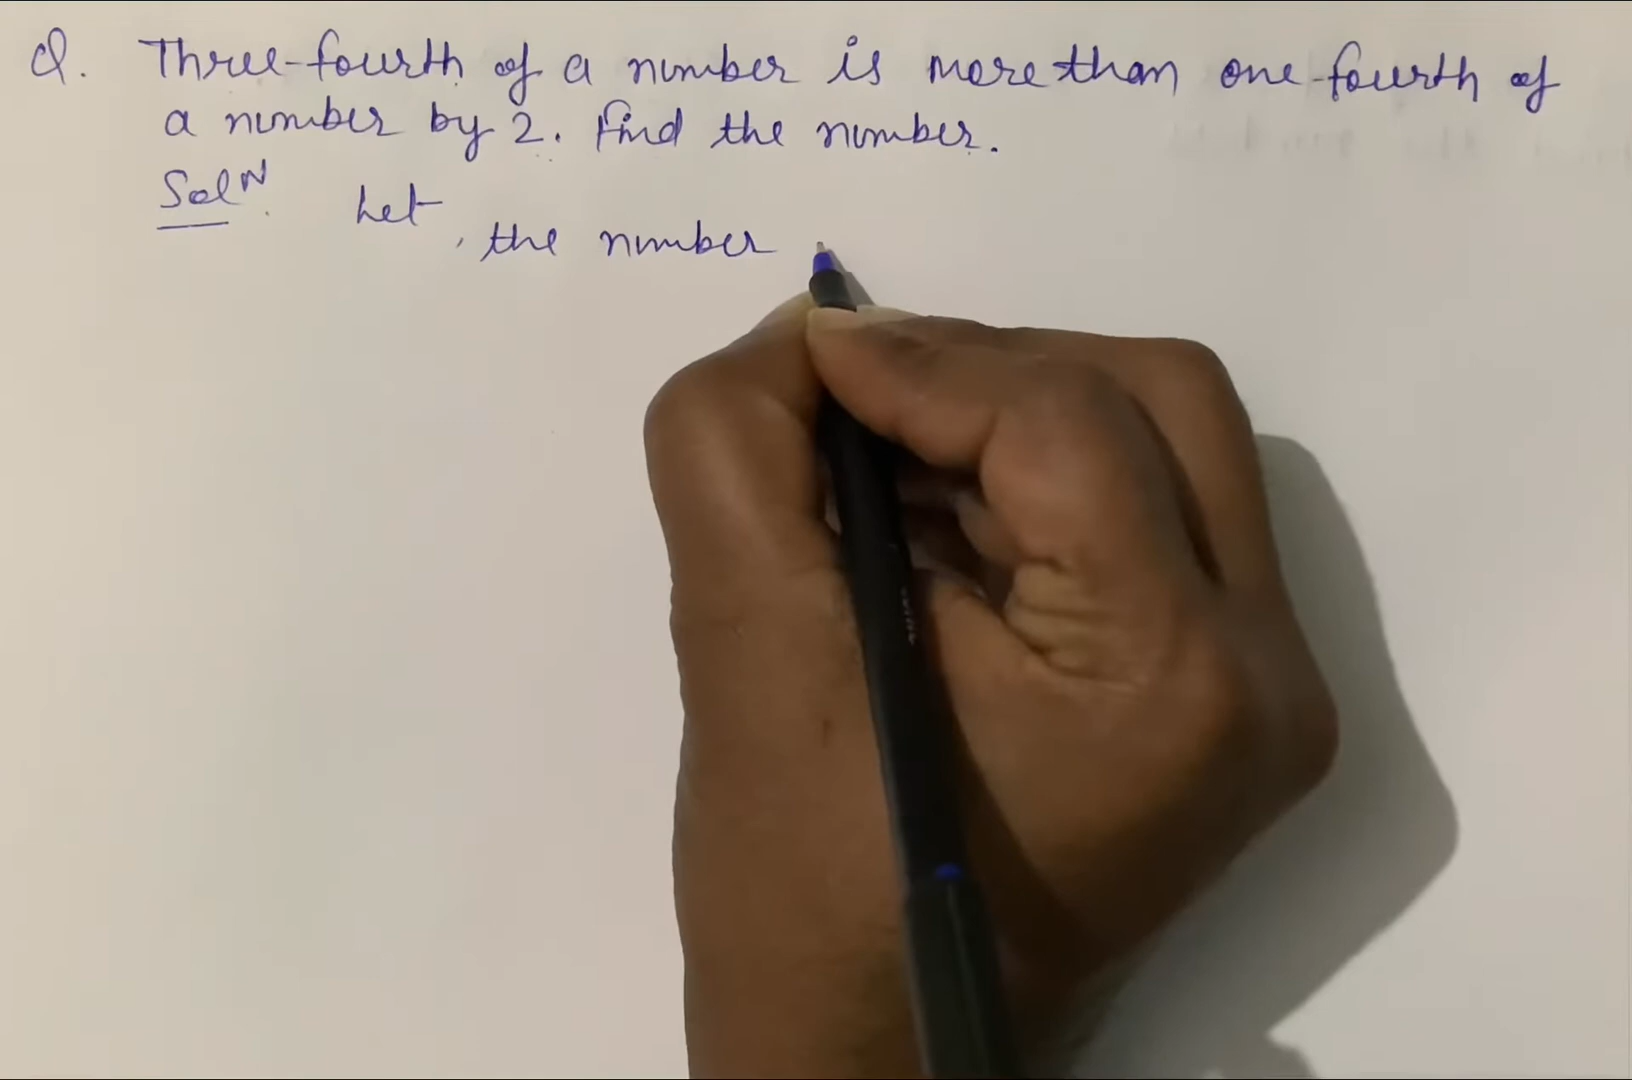 Q. Three-fourth of a number is more than one-fourth of
a number by 2. Find the number.
Solⁿ. Let
, the number